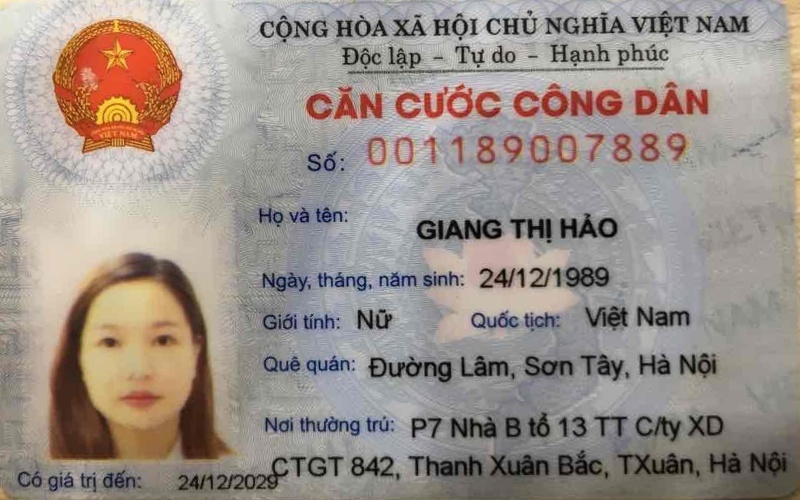 CỘNG HÒA XÃ HỘI CHỦ NGHĨA VIỆT NAM
Độc lập - Tự do - Hạnh phúc
CĂN CƯỚC CÔNG DÂN
Số: 001189007889
Họ và tên: GIANG THỊ HẢO
Ngày, tháng, năm sinh: 24/12/1989
Giới tính: Nữ Quốc tịch: Việt Nam
Quê quán: Đường Lâm, Sơn Tây, Hà Nội
Nơi thường trú: P7 Nhà B tổ 13 TT C/ty XD
CTGT 842, Thanh Xuân Bắc, TXuân, Hà Nội
Có giá trị đến: 24/12/2029
VIỆT NAM